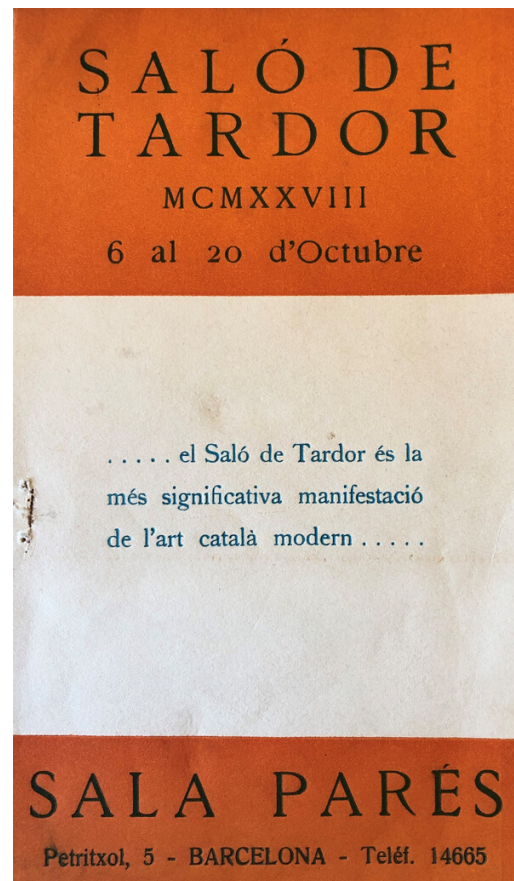 SALÓ DE
TARDOR
MCMXXVIII
6 al 20 d'Octubre
. . . . . el Saló de Tardor és la
més significativa manifestació
de l'art català modern . . . . .
SALA PARÉS
Petritxol, 5 - BARCELONA - Teléf. 14665